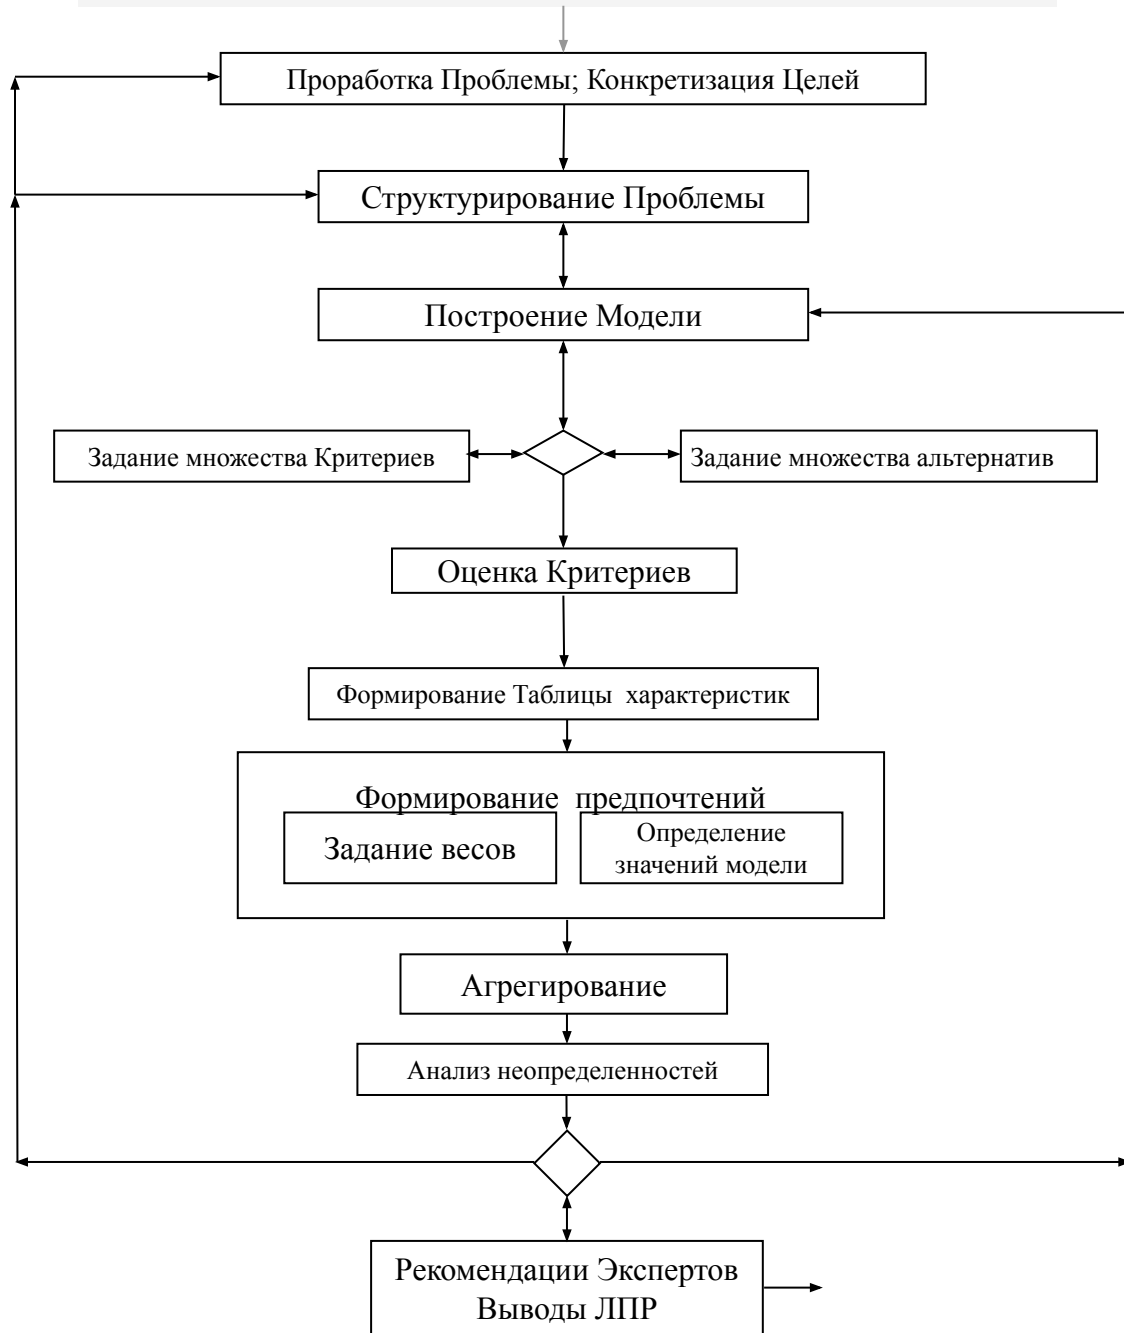 Проработка Проблемы; Конкретизация Целей
Структурирование Проблемы
Построение Модели
Задание множества Критериев
Задание множества альтернатив
Оценка Критериев
Формирование Таблицы характеристик
Формирование предпочтений
Задание весов
Определение
значений модели
Агрегирование
Анализ неопределенностей
Рекомендации Экспертов
Выводы ЛПР